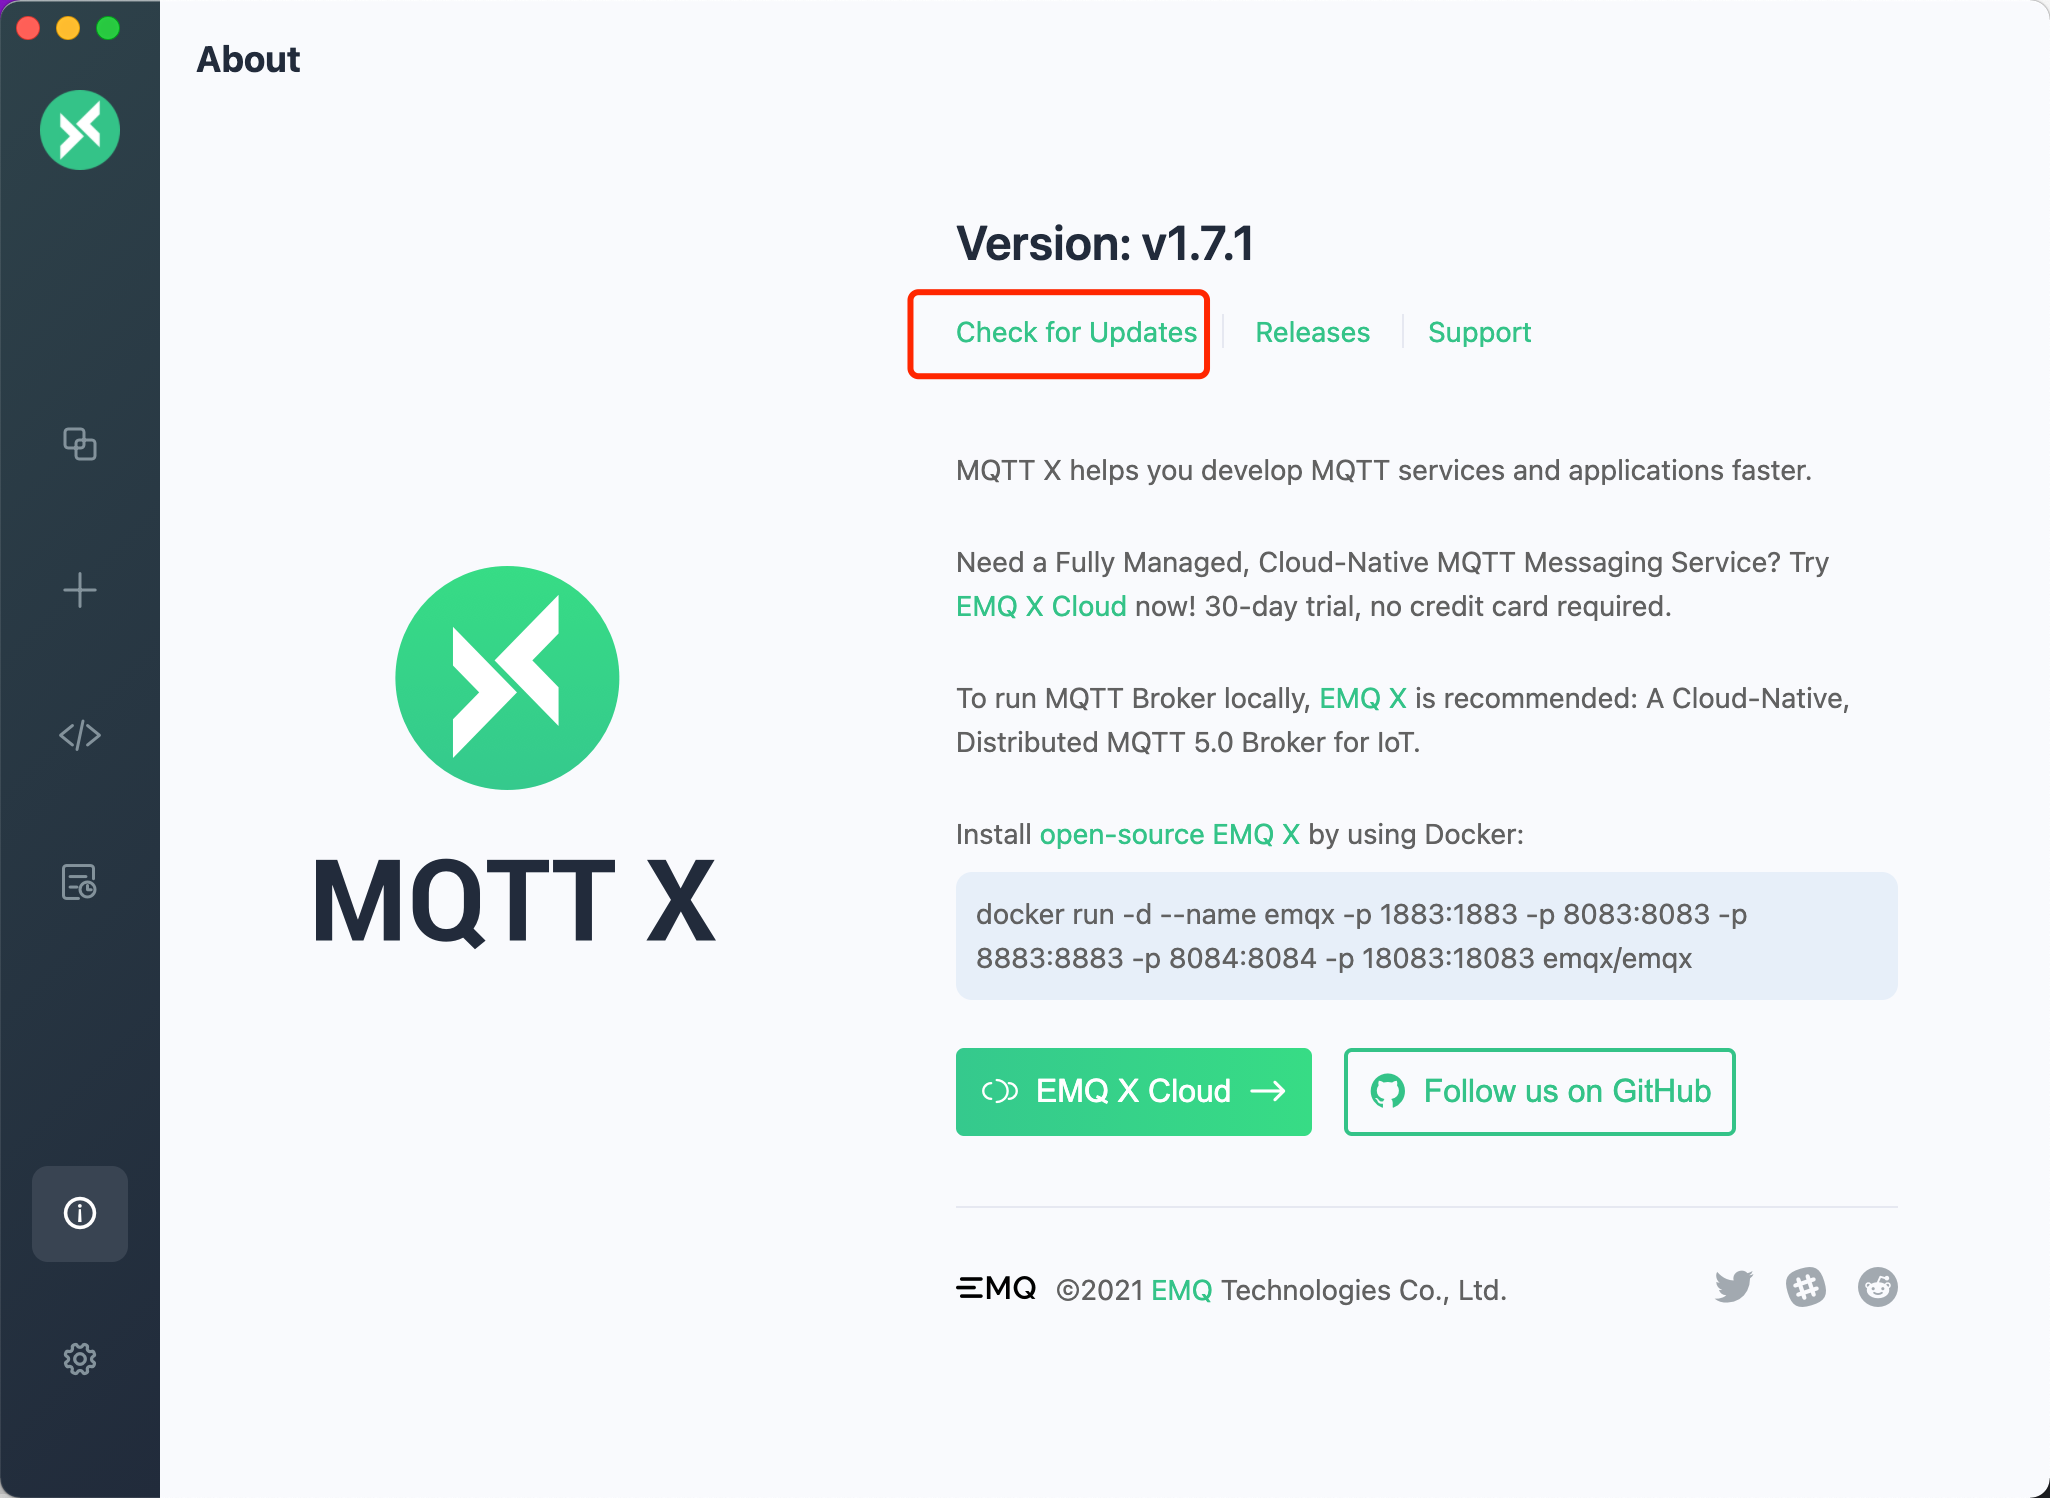 About
Version: v1.7.1
Check for Updates
Releases
Support
MQTT X helps you develop MQTT services and applications faster.
Need a Fully Managed, Cloud-Native MQTT Messaging Service? Try
EMQ X Cloud now! 30-day trial, no credit card required.
To run MQTT Broker locally, EMQ X is recommended: A Cloud-Native,
Distributed MQTT 5.0 Broker for IoT.
MQTT X
Install open-source EMQ X by using Docker:
docker run -d --name emqx -p 1883:1883 -p 8083:8083 -p
8883:8883 -p 8084:8084 -p 18083:18083 emqx/emqx
EMQ X Cloud →
Follow us on GitHub
EMQ ©2021 EMQ Technologies Co., Ltd.